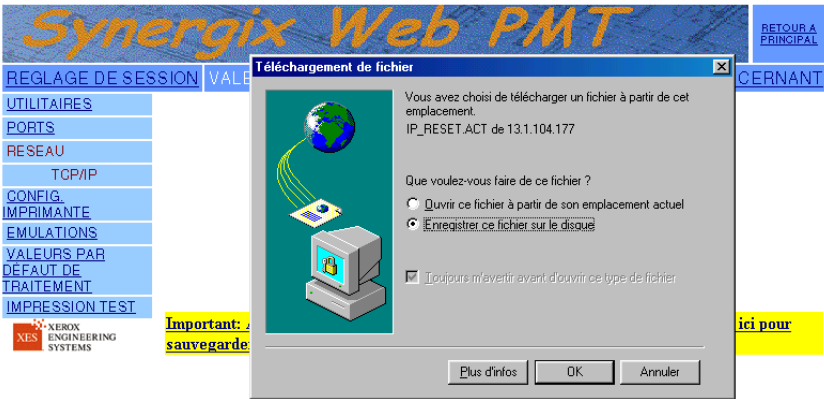 Synergix Web PMT
RETOUR A
PRINCIPAL
REGLAGE DE SESSION
UTILITAIRES
PORTS
RESEAU
TCP/IP
CONFIG.
IMPRIMANTE
EMULATIONS
VALEURS PAR
DÉFAUT DE
TRAITEMENT
IMPRESSION TEST
XES
XEROX
ENGINEERING
SYSTEMS
Téléchargement de fichier
Vous avez choisi de télécharger un fichier à partir de cet
emplacement.
IP_RESET.ACT de 13.1.104.177
Que voulez-vous faire de ce fichier ?
Ouvrir ce fichier à partir de son emplacement actuel
Enregistrer ce fichier sur le disque
Toujours m'avertir avant d'ouvrir ce type de fichier
Plus d'infos
OK
Annuler
Important:
ici pour